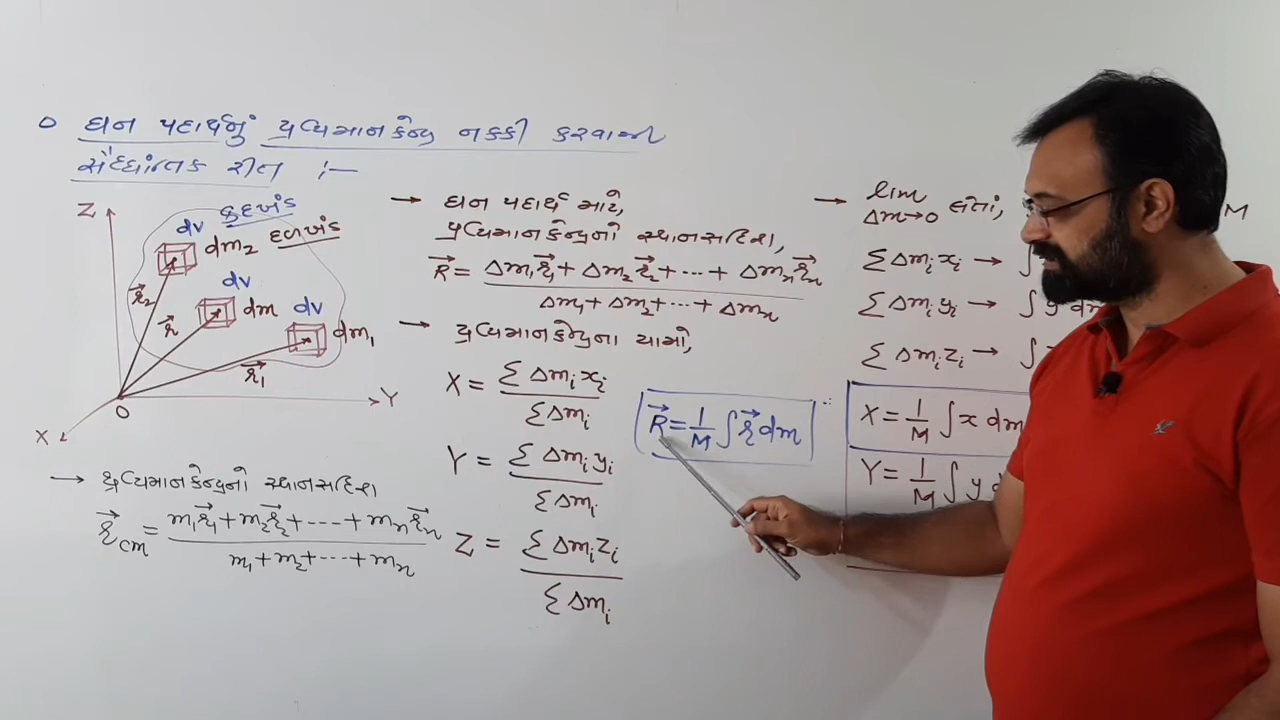 o ઘન પદાર્થનું દ્રવ્યમાન કેન્દ્ર નક્કી કરવાની
સૈદ્ધાંતિક રીત :-
Z
dv કદખંડ
dm₂ દળખંડ
dv
dm
dv
dm₁
r⃗₂
r⃗
r⃗₁
O
Y
X
→ દ્રવ્યમાન કેન્દ્રનો સ્થાનસદિશ
r⃗cm = (m₁r⃗₁ + m₂r⃗₂ + ---- + mₙr⃗ₙ) / (m₁ + m₂ + --- + mₙ)
→ ઘન પદાર્થ માટે,
દ્રવ્યમાન કેન્દ્રનો સ્થાનસદિશ,
R⃗ = (Δm₁r⃗₁ + Δm₂r⃗₂ + --- + Δmₙr⃗ₙ) / (Δm₁ + Δm₂ + --- + Δmₙ)
→ દ્રવ્યમાન કેન્દ્રના યામો,
X = ΣΔmᵢxᵢ / ΣΔmᵢ
Y = ΣΔmᵢyᵢ / ΣΔmᵢ
Z = ΣΔmᵢzᵢ / ΣΔmᵢ
R⃗ = 1/M ∫ r⃗ dm
→ lim Δm→0 લેતાં,
M
ΣΔmᵢxᵢ → ∫
ΣΔmᵢyᵢ → ∫ y dm
ΣΔmᵢzᵢ → ∫
∴ X = 1/M ∫ x dm
Y = 1/M ∫ y